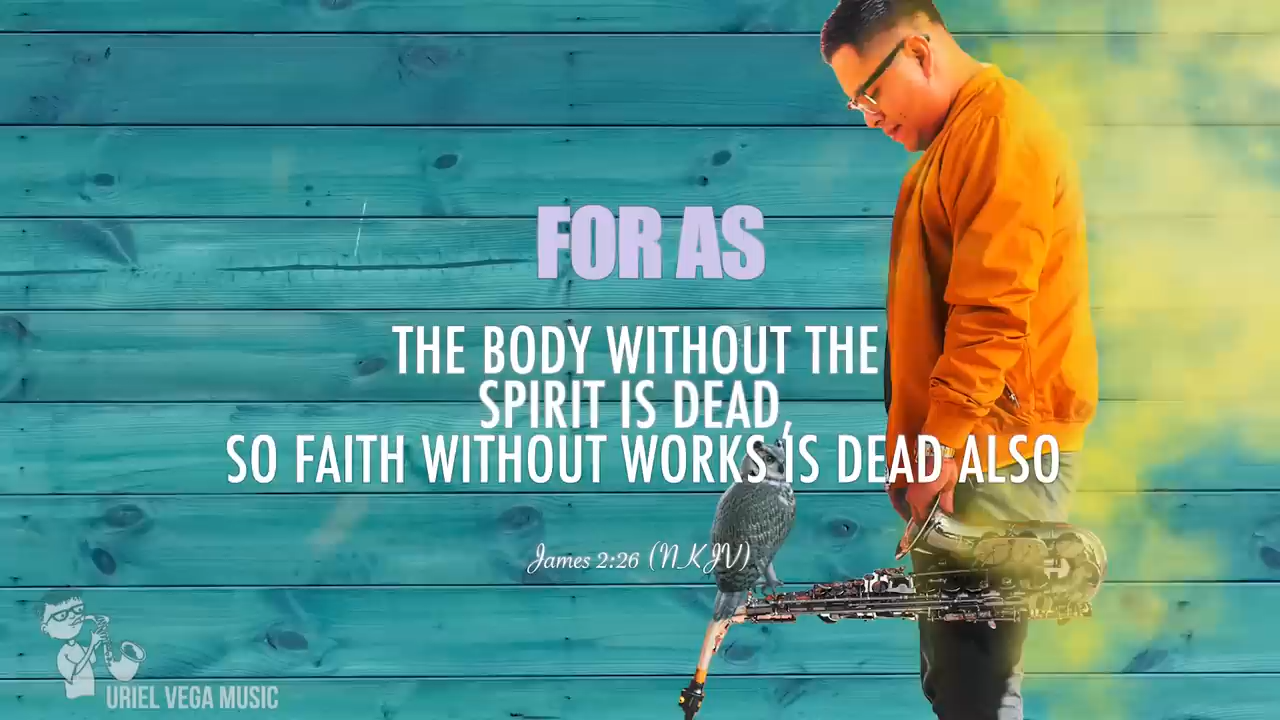 FOR AS
THE BODY WITHOUT THE
SPIRIT IS DEAD,
SO FAITH WITHOUT WORKS IS DEAD ALSO
James 2:26 (NKJV)
URIEL VEGA MUSIC